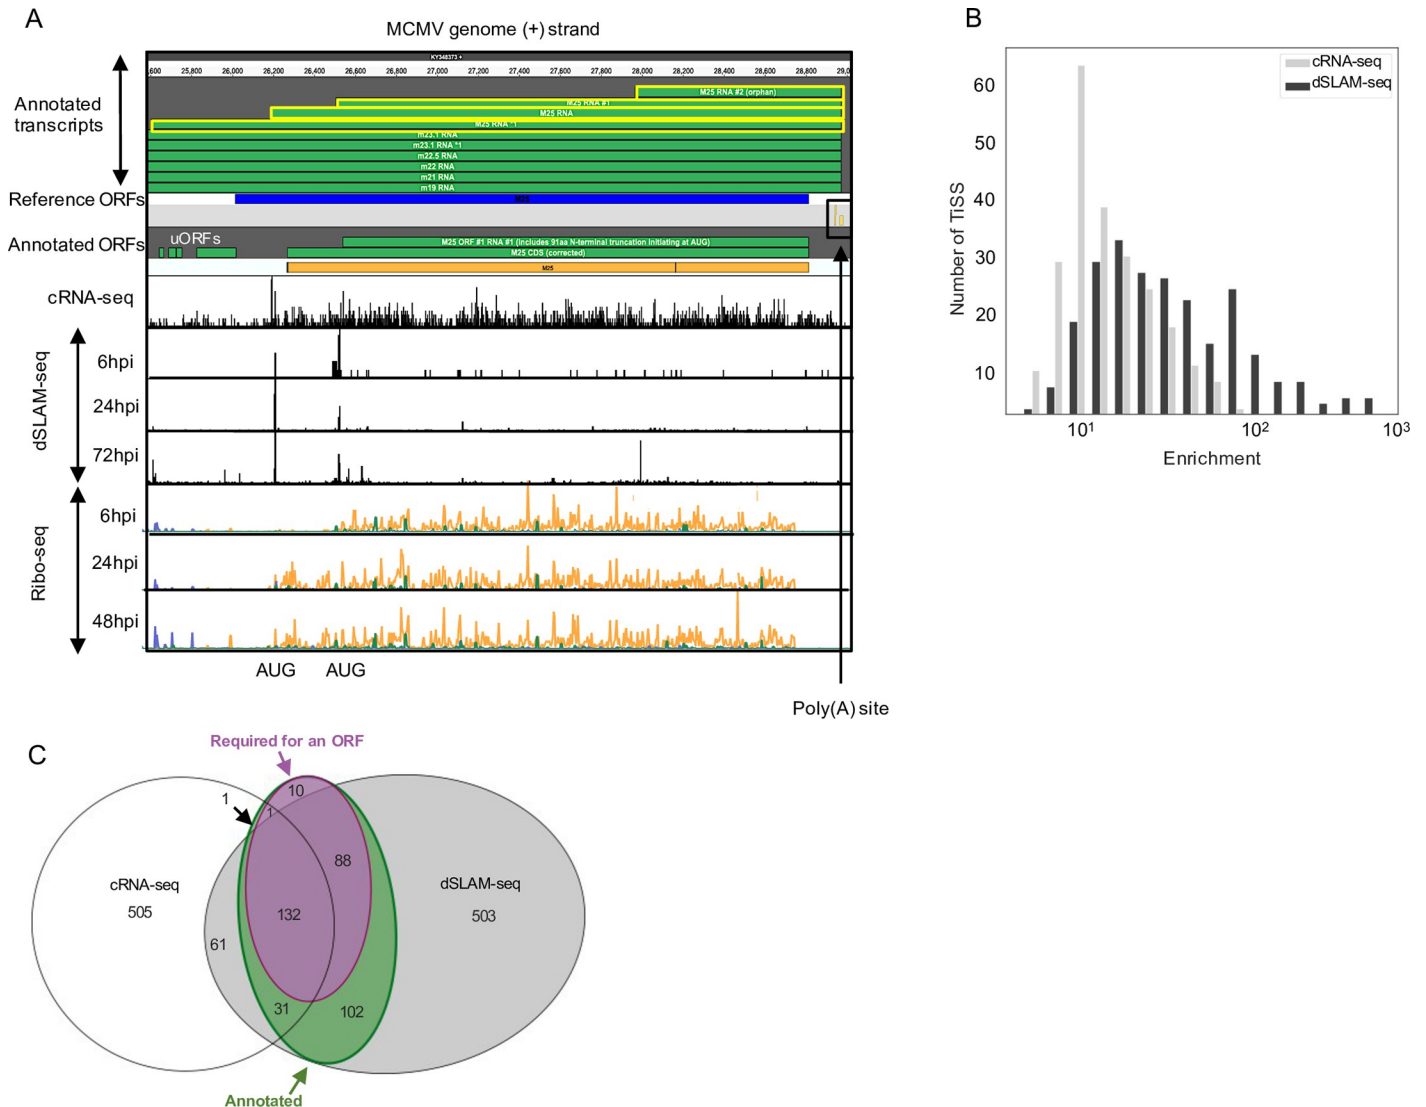 A
MCMV genome (+) strand
KY348373 +
,600 25,800 26,000 26,200 26,400 26,600 26,800 27,000 27,200 27,400 27,600 27,800 28,000 28,200 28,400 28,600 28,800 29,0
Annotated
transcripts
M25 RNA #2 (orphan)
M25 RNA #1
M25 RNA
M25 RNA *1
m23.1 RNA
m23.1 RNA *1
m22.5 RNA
m22 RNA
m21 RNA
m19 RNA
Reference ORFs
M25
Annotated ORFs
uORFs
M25 ORF #1 RNA #1 (includes 91aa N-terminal truncation initiating at AUG)
M25 CDS (corrected)
M25
cRNA-seq
dSLAM-seq
6hpi
24hpi
72hpi
Ribo-seq
6hpi
24hpi
48hpi
AUG AUG
Poly(A) site
B
cRNA-seq
dSLAM-seq
Number of TiSS
60
50
40
30
20
10
10¹ 10² 10³
Enrichment
C
Required for an ORF
10
1
1
88
cRNA-seq
505
132
dSLAM-seq
503
61
31
102
Annotated